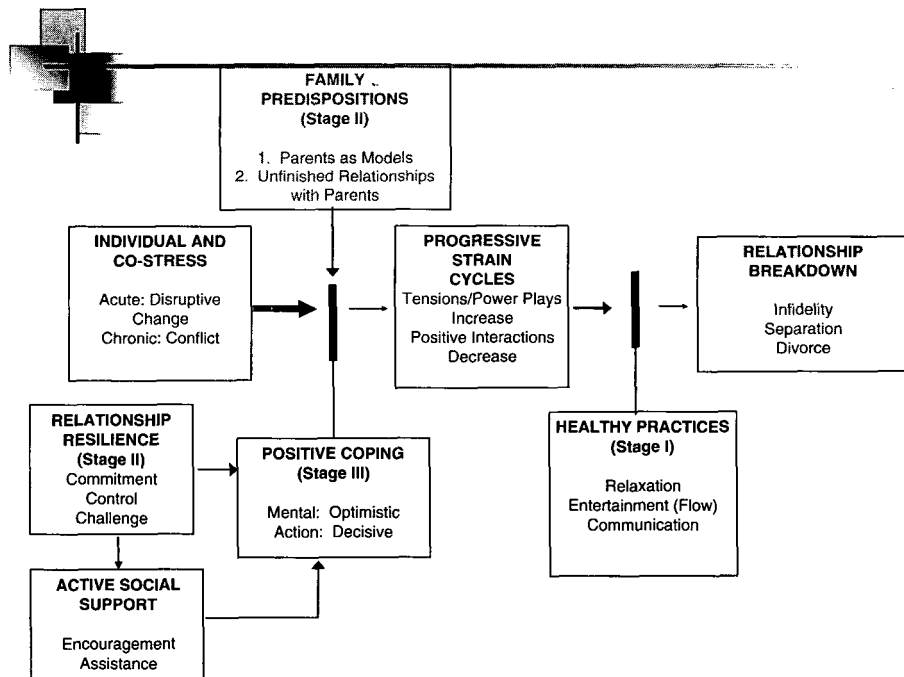 FAMILY
PREDISPOSITIONS
(Stage II)
1. Parents as Models
2. Unfinished Relationships
with Parents
INDIVIDUAL AND
CO-STRESS
Acute: Disruptive
Change
Chronic: Conflict
PROGRESSIVE
STRAIN
CYCLES
Tensions/Power Plays
Increase
Positive Interactions
Decrease
RELATIONSHIP
BREAKDOWN
Infidelity
Separation
Divorce
RELATIONSHIP
RESILIENCE
(Stage II)
Commitment
Control
Challenge
POSITIVE COPING
(Stage III)
Mental: Optimistic
Action: Decisive
HEALTHY PRACTICES
(Stage I)
Relaxation
Entertainment (Flow)
Communication
ACTIVE SOCIAL
SUPPORT
Encouragement
Assistance